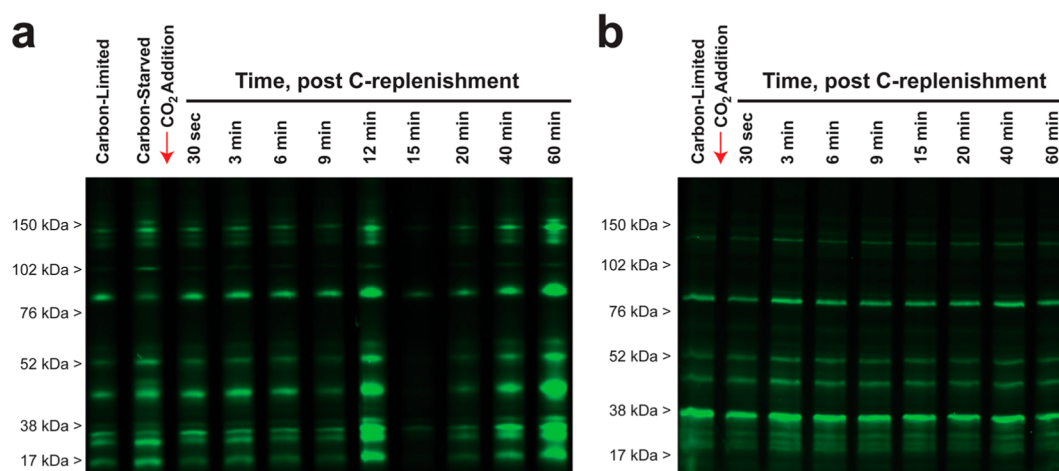 a
Carbon-Limited
Carbon-Starved
CO2 Addition
Time, post C-replenishment
30 sec
3 min
6 min
9 min
12 min
15 min
20 min
40 min
60 min
150 kDa >
102 kDa >
76 kDa >
52 kDa >
38 kDa >
17 kDa >
b
Carbon-Limited
CO2 Addition
Time, post C-replenishment
30 sec
3 min
6 min
9 min
15 min
20 min
40 min
60 min
150 kDa >
102 kDa >
76 kDa >
52 kDa >
38 kDa >
17 kDa >